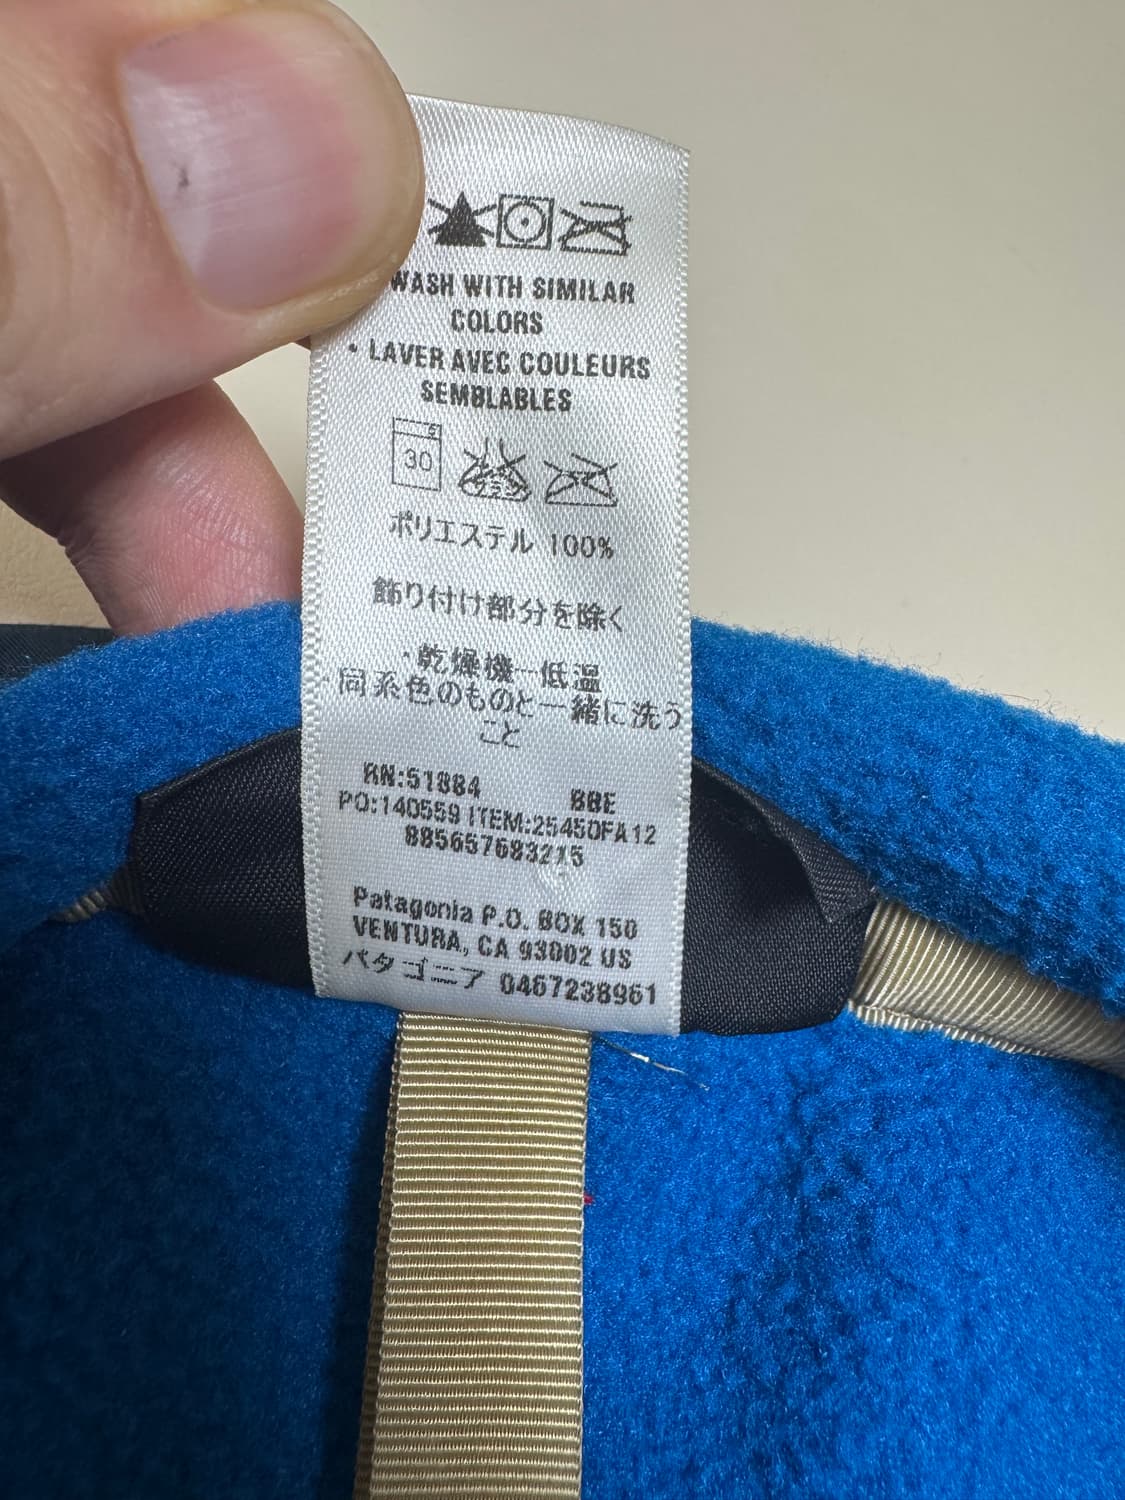 WASH WITH SIMILAR
COLORS
• LAVER AVEC COULEURS
SEMBLABLES
30
ポリエステル 100%
飾り付け部分を除く
・乾燥機―低温
同系色のものと一緒に洗う
こと
RN:51884 BBE
PO:140559 ITEM:25450FA12
885657683215
Patagonia P.O. BOX 150
VENTURA, CA 93002 US
パタゴニア 0467238961